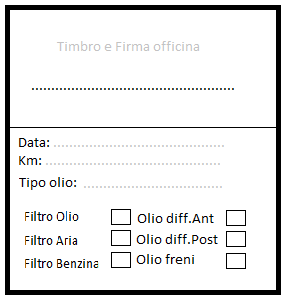 Timbro e Firma officina
................................................
Data: ........................................
Km: ........................................
Tipo olio: ................................
Filtro Olio Olio diff.Ant
Filtro Aria Olio diff.Post
Filtro Benzina Olio freni